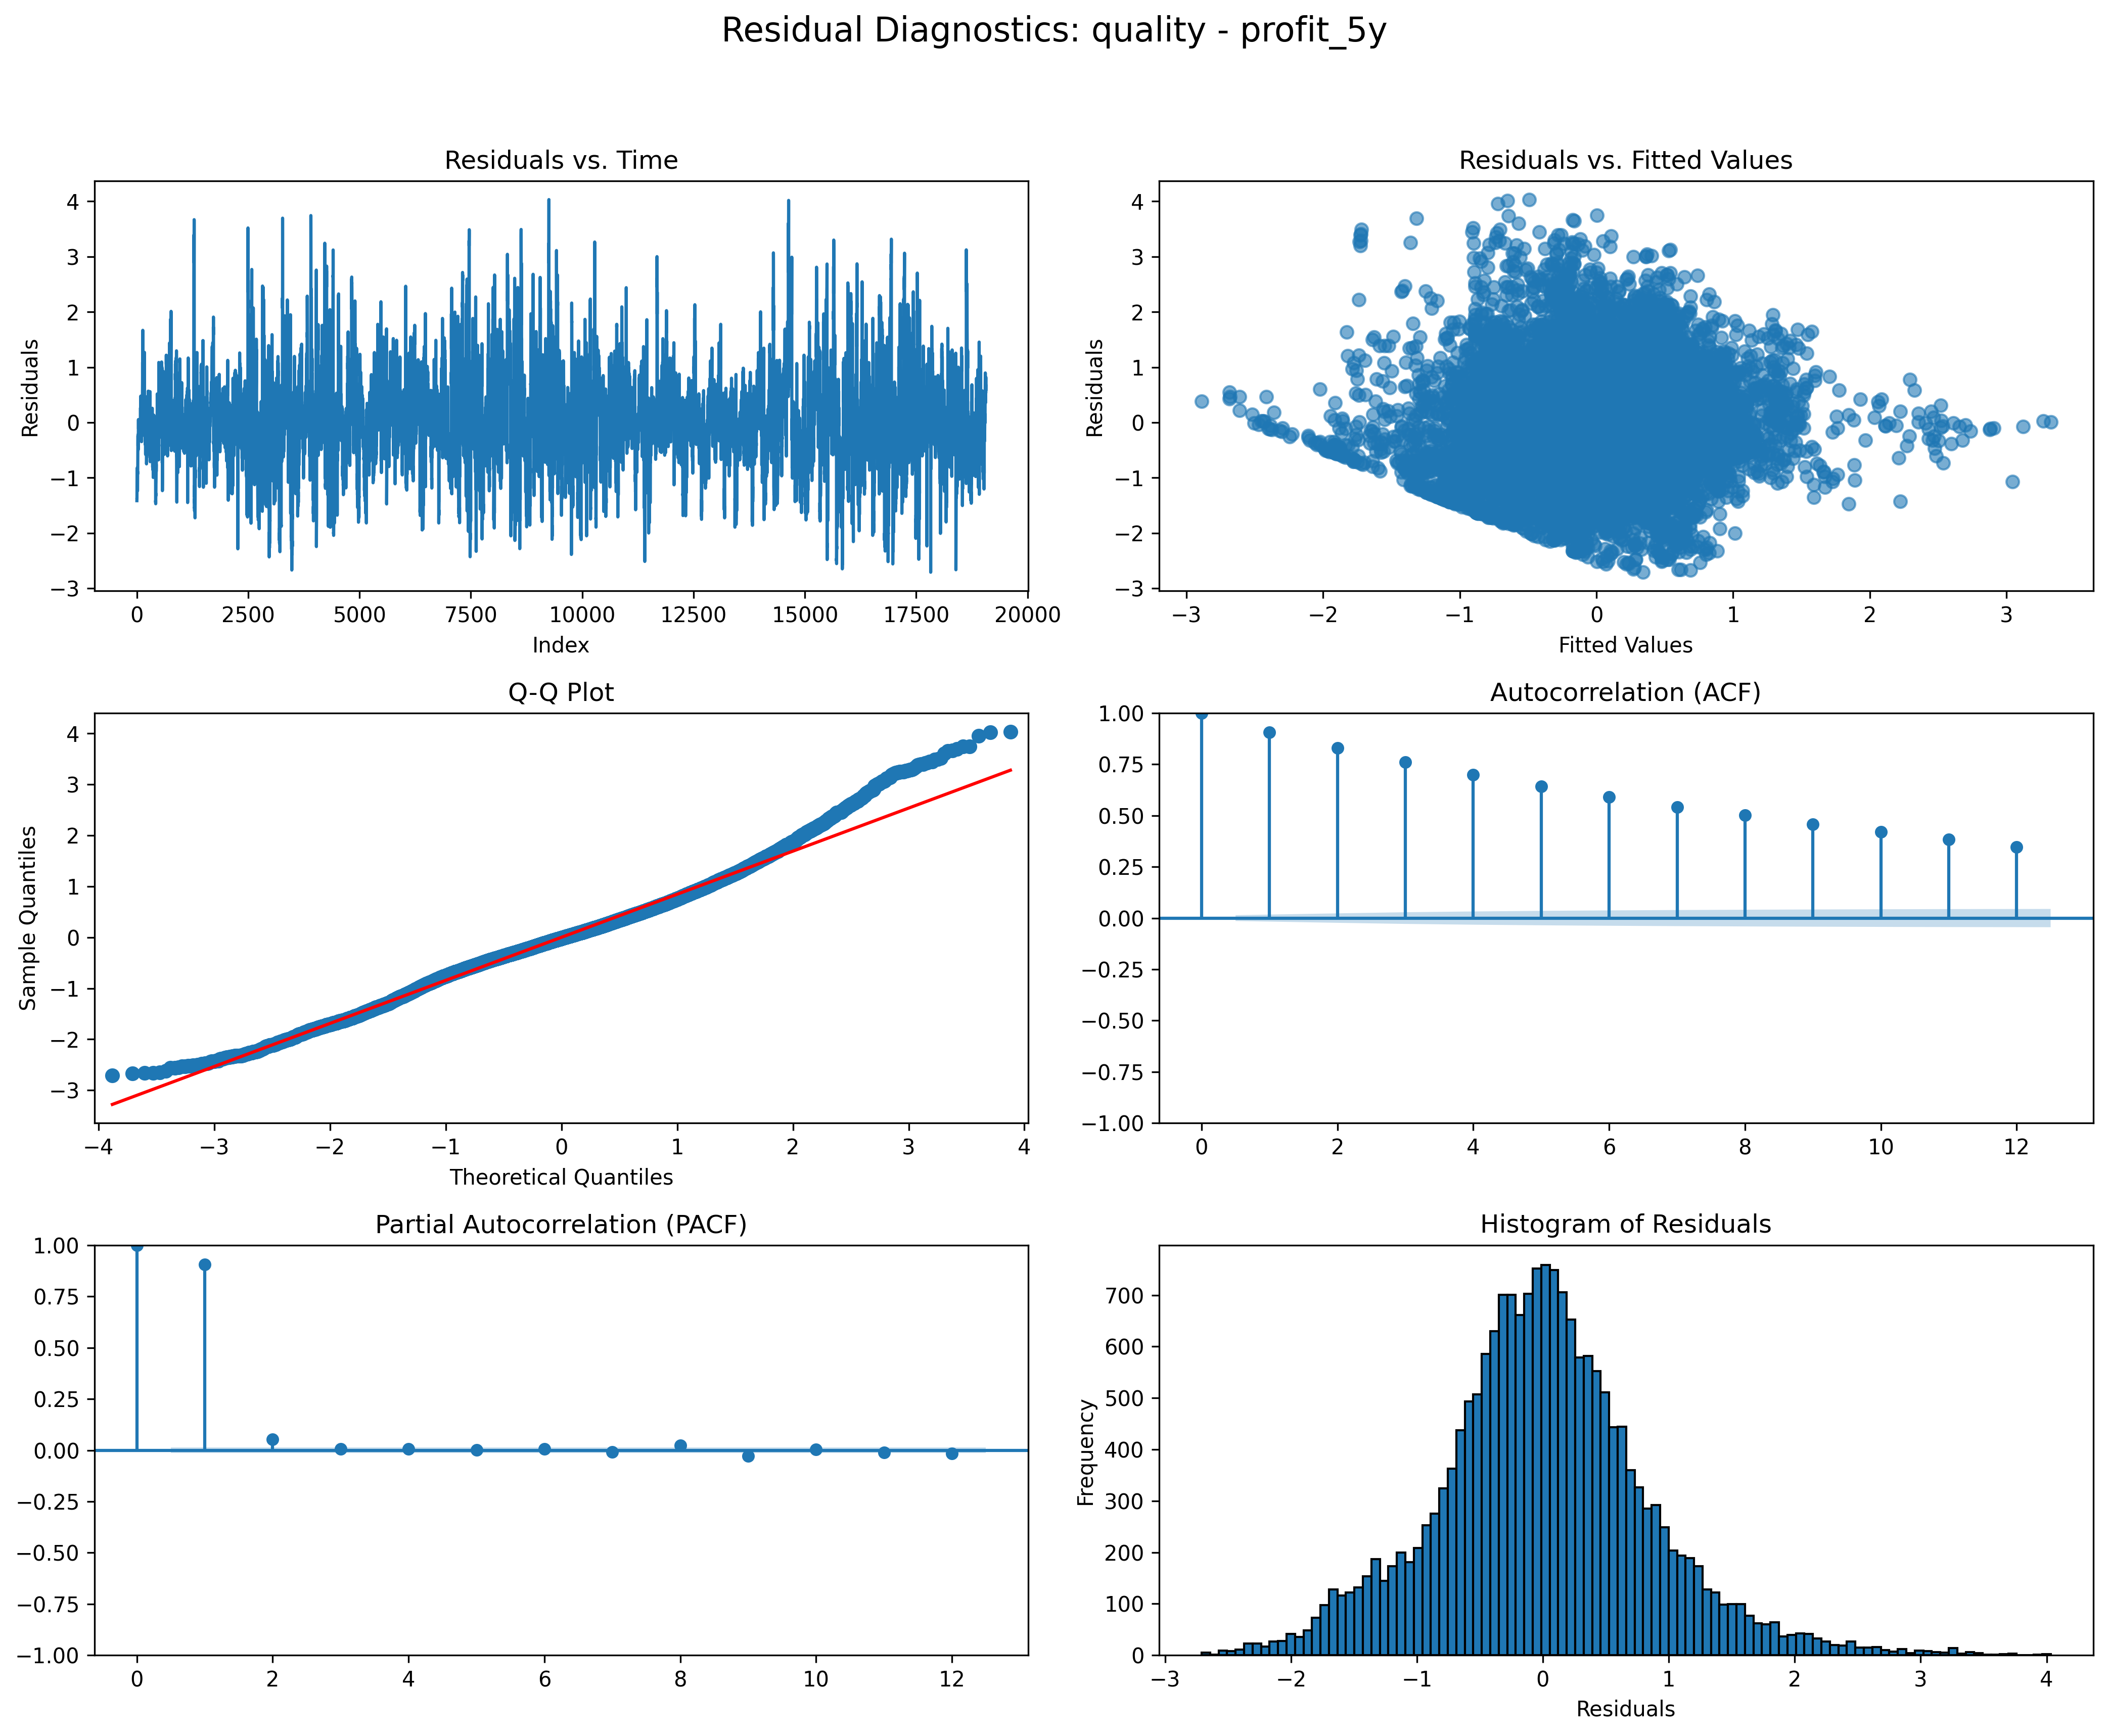 Residual Diagnostics: quality - profit_5y
Residuals vs. Time
Residuals
4
3
2
1
0
−1
−2
−3
0 2500 5000 7500 10000 12500 15000 17500 20000
Index
Residuals vs. Fitted Values
Residuals
4
3
2
1
0
−1
−2
−3
−3 −2 −1 0 1 2 3
Fitted Values
Q-Q Plot
Sample Quantiles
4
3
2
1
0
−1
−2
−3
−4 −3 −2 −1 0 1 2 3 4
Theoretical Quantiles
Autocorrelation (ACF)
1.00
0.75
0.50
0.25
0.00
−0.25
−0.50
−0.75
−1.00
0 2 4 6 8 10 12
Partial Autocorrelation (PACF)
1.00
0.75
0.50
0.25
0.00
−0.25
−0.50
−0.75
−1.00
0 2 4 6 8 10 12
Histogram of Residuals
Frequency
700
600
500
400
300
200
100
0
−3 −2 −1 0 1 2 3 4
Residuals